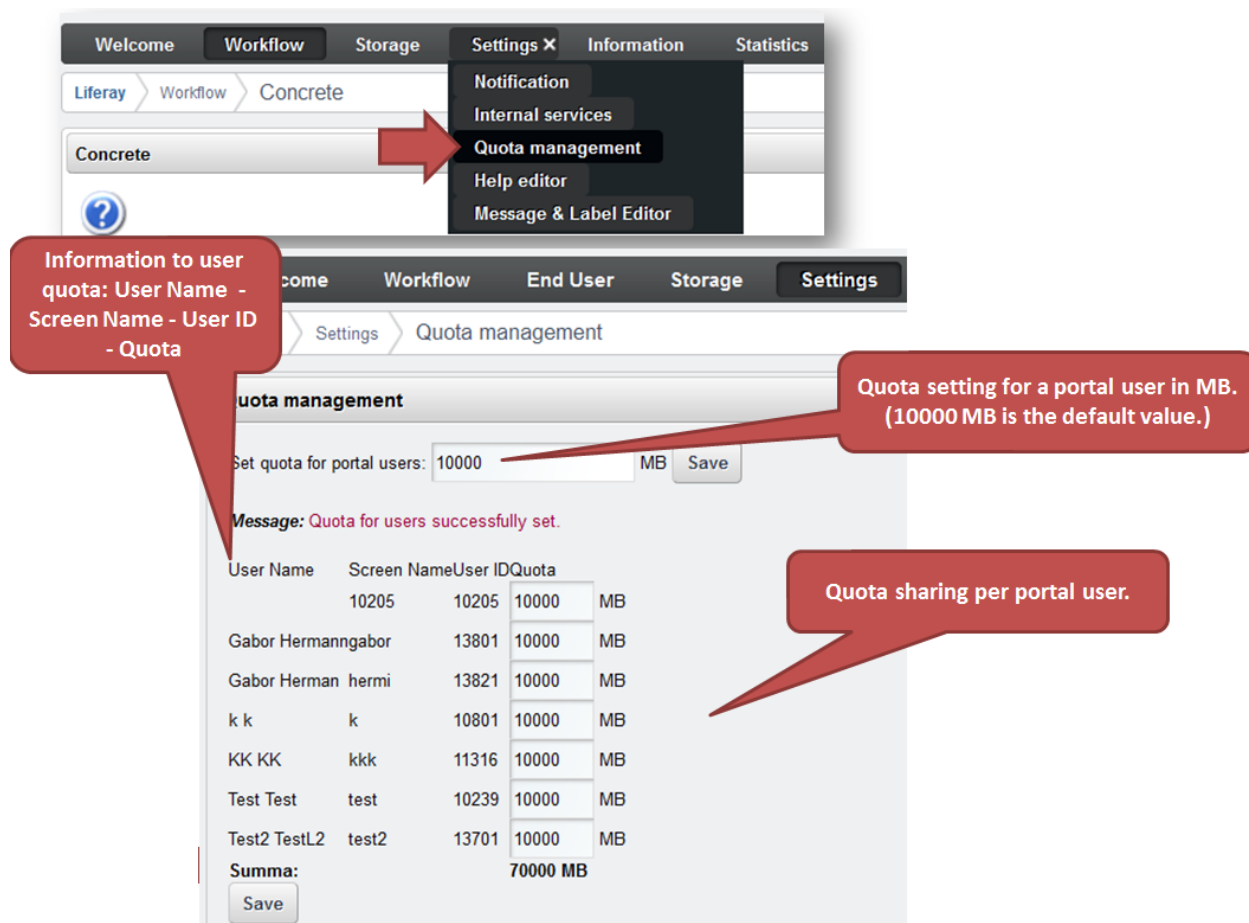 Welcome Workflow Storage Settings × Information Statistics
Liferay Workflow Concrete
Notification
Internal services
Quota management
Help editor
Message & Label Editor
Concrete
?
Information to user
quota: User Name -
Screen Name - User ID
- Quota
come Workflow End User Storage Settings
Settings Quota management
uota management
Quota setting for a portal user in MB.
(10000 MB is the default value.)
Set quota for portal users: 10000 MB Save
Message: Quota for users successfully set.
User Name Screen NameUser IDQuota
10205 10205 10000 MB
Gabor Hermanngabor 13801 10000 MB
Gabor Herman hermi 13821 10000 MB
k k k 10801 10000 MB
KK KK kkk 11316 10000 MB
Test Test test 10239 10000 MB
Test2 TestL2 test2 13701 10000 MB
Summa: 70000 MB
Save
Quota sharing per portal user.